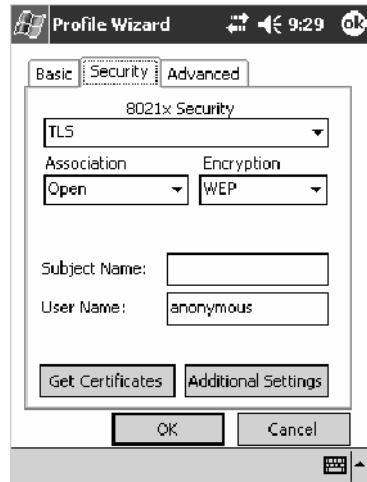 Profile Wizard 9:29 ok
Basic Security Advanced
8021x Security
TLS
Association Encryption
Open WEP
Subject Name:
User Name: anonymous
Get Certificates Additional Settings
OK Cancel